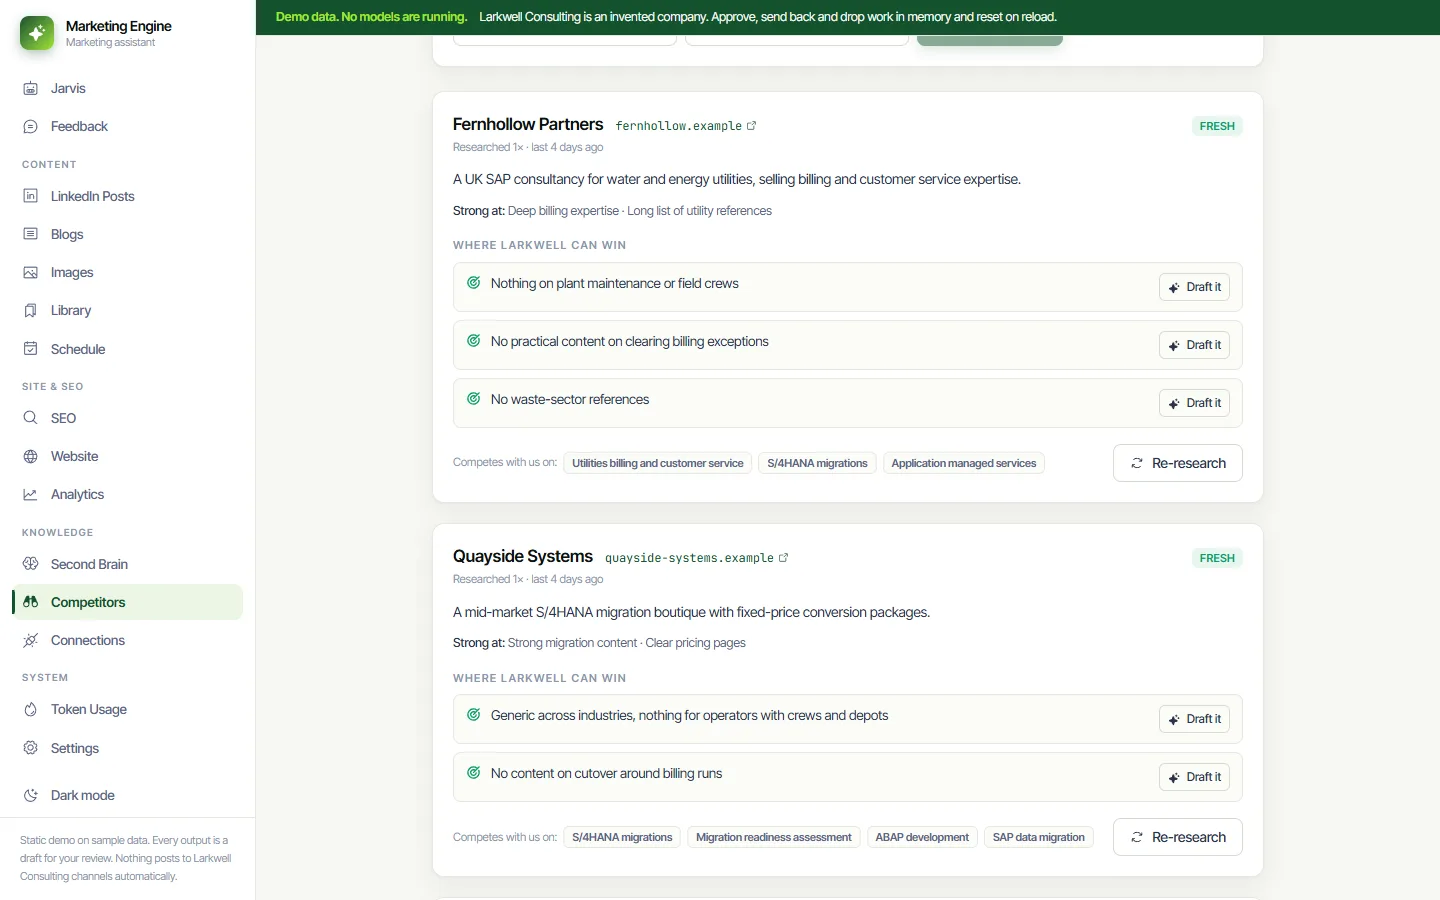 Marketing Engine
Marketing assistant
Demo data. No models are running. Larkwell Consulting is an invented company. Approve, send back and drop work in memory and reset on reload.
Jarvis
Feedback
CONTENT
LinkedIn Posts
Blogs
Images
Library
Schedule
SITE & SEO
SEO
Website
Analytics
KNOWLEDGE
Second Brain
Competitors
Connections
SYSTEM
Token Usage
Settings
Dark mode
Static demo on sample data. Every output is a
draft for your review. Nothing posts to Larkwell
Consulting channels automatically.
Fernhollow Partners fernhollow.example FRESH
Researched 1× · last 4 days ago
A UK SAP consultancy for water and energy utilities, selling billing and customer service expertise.
Strong at: Deep billing expertise · Long list of utility references
WHERE LARKWELL CAN WIN
Nothing on plant maintenance or field crews Draft it
No practical content on clearing billing exceptions Draft it
No waste-sector references Draft it
Competes with us on: Utilities billing and customer service S/4HANA migrations Application managed services Re-research
Quayside Systems quayside-systems.example FRESH
Researched 1× · last 4 days ago
A mid-market S/4HANA migration boutique with fixed-price conversion packages.
Strong at: Strong migration content · Clear pricing pages
WHERE LARKWELL CAN WIN
Generic across industries, nothing for operators with crews and depots Draft it
No content on cutover around billing runs Draft it
Competes with us on: S/4HANA migrations Migration readiness assessment ABAP development SAP data migration Re-research